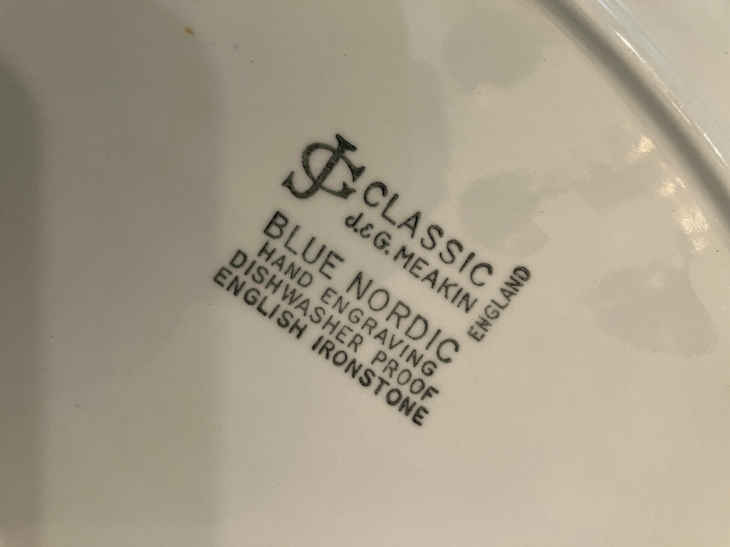 JG CLASSIC
J.&G. MEAKIN
ENGLAND
BLUE NORDIC
HAND ENGRAVING
DISHWASHER PROOF
ENGLISH IRONSTONE